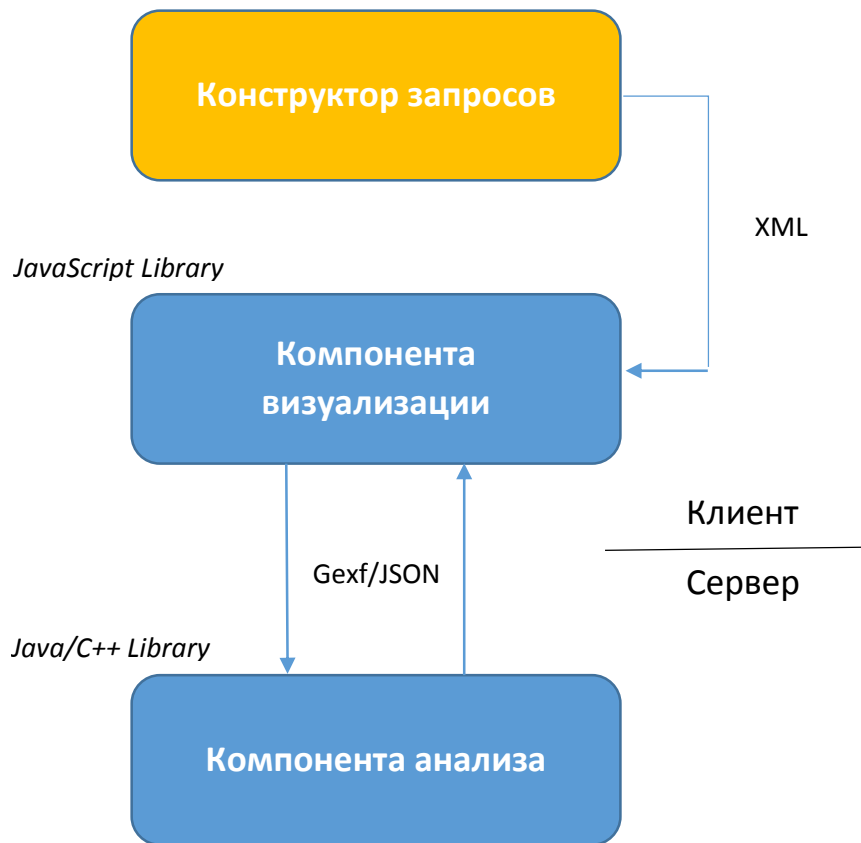 Конструктор запросов
XML
JavaScript Library
Компонента
визуализации
Клиент
Gexf/JSON
Сервер
Java/C++ Library
Компонента анализа